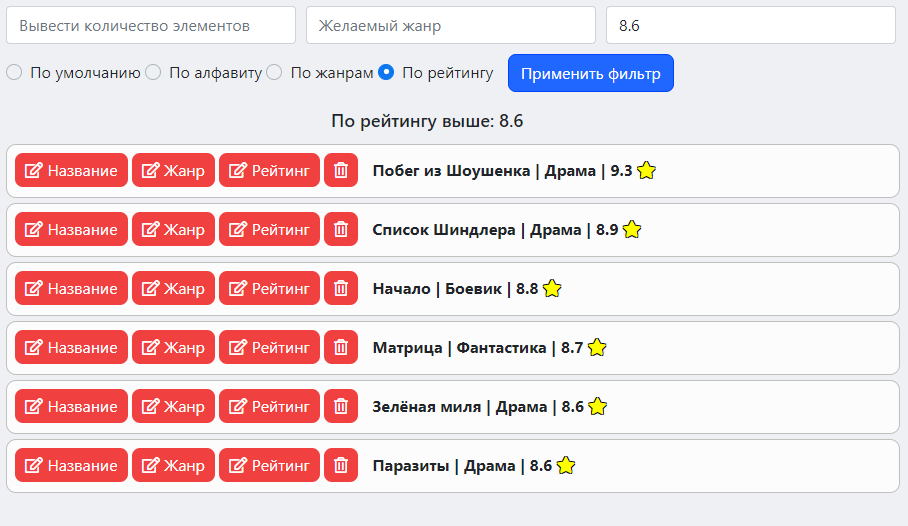 Вывести количество элементов Желаемый жанр 8.6
По умолчанию По алфавиту По жанрам По рейтингу Применить фильтр
По рейтингу выше: 8.6
Название Жанр Рейтинг Побег из Шоушенка | Драма | 9.3
Название Жанр Рейтинг Список Шиндлера | Драма | 8.9
Название Жанр Рейтинг Начало | Боевик | 8.8
Название Жанр Рейтинг Матрица | Фантастика | 8.7
Название Жанр Рейтинг Зелёная миля | Драма | 8.6
Название Жанр Рейтинг Паразиты | Драма | 8.6